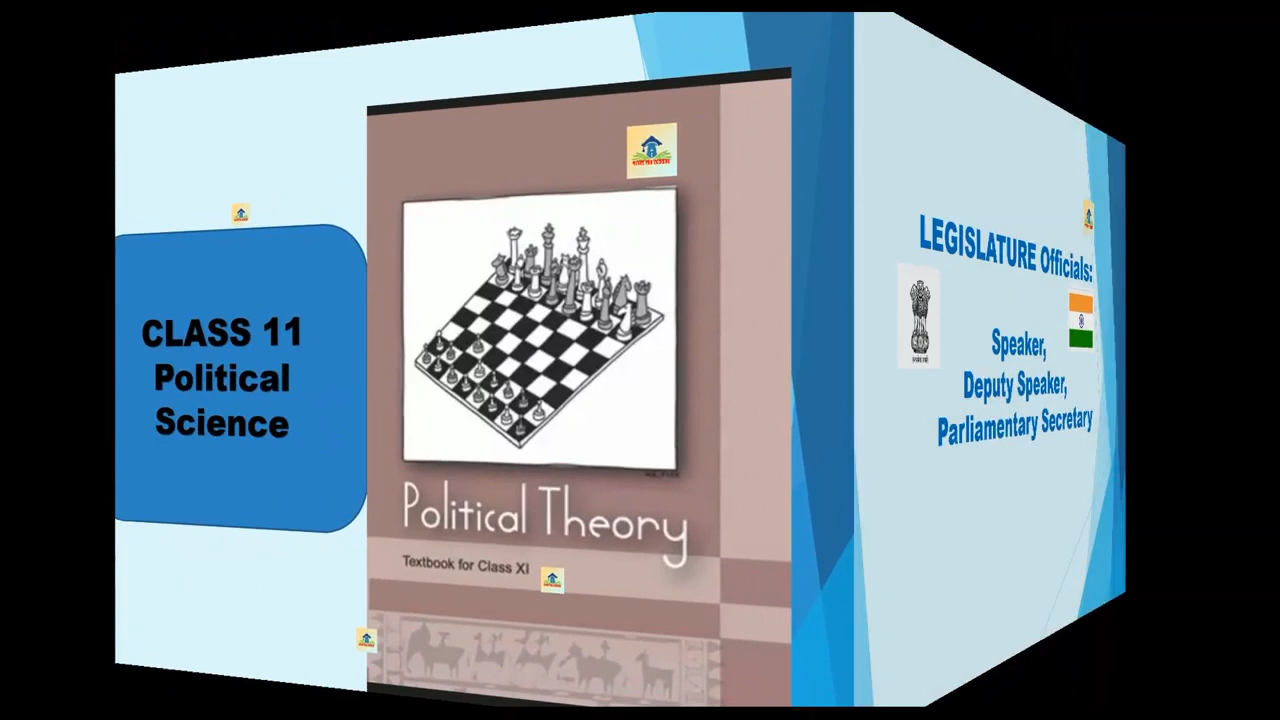 CLASS 11
Political
Science
Political Theory
Textbook for Class XI
LEGISLATURE Officials:
Speaker,
Deputy Speaker,
Parliamentary Secretary